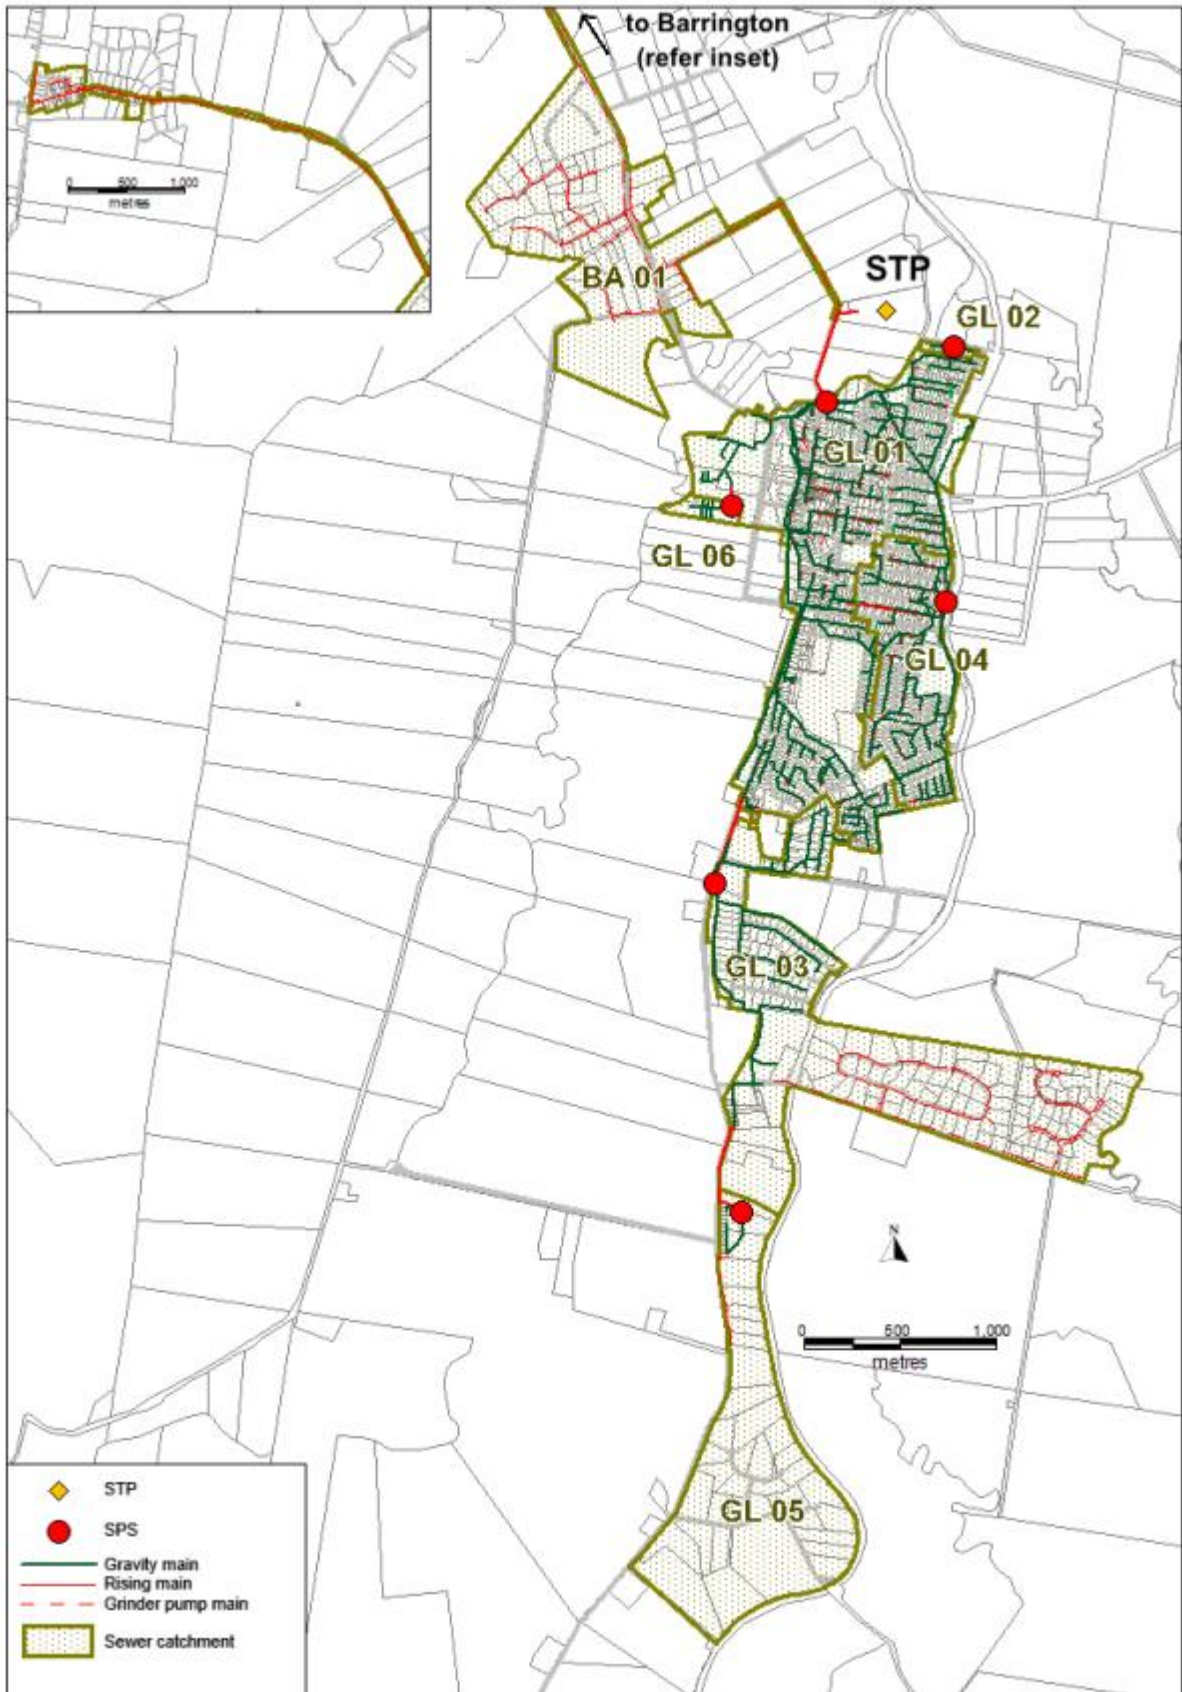 to Barrington
(refer inset)
0 500 1,000
metres
STP
BA 01
GL 02
GL 01
GL 06
GL 04
GL 03
N
0 500 1,000
metres
GL 05
STP
SPS
Gravity main
Rising main
Grinder pump main
Sewer catchment